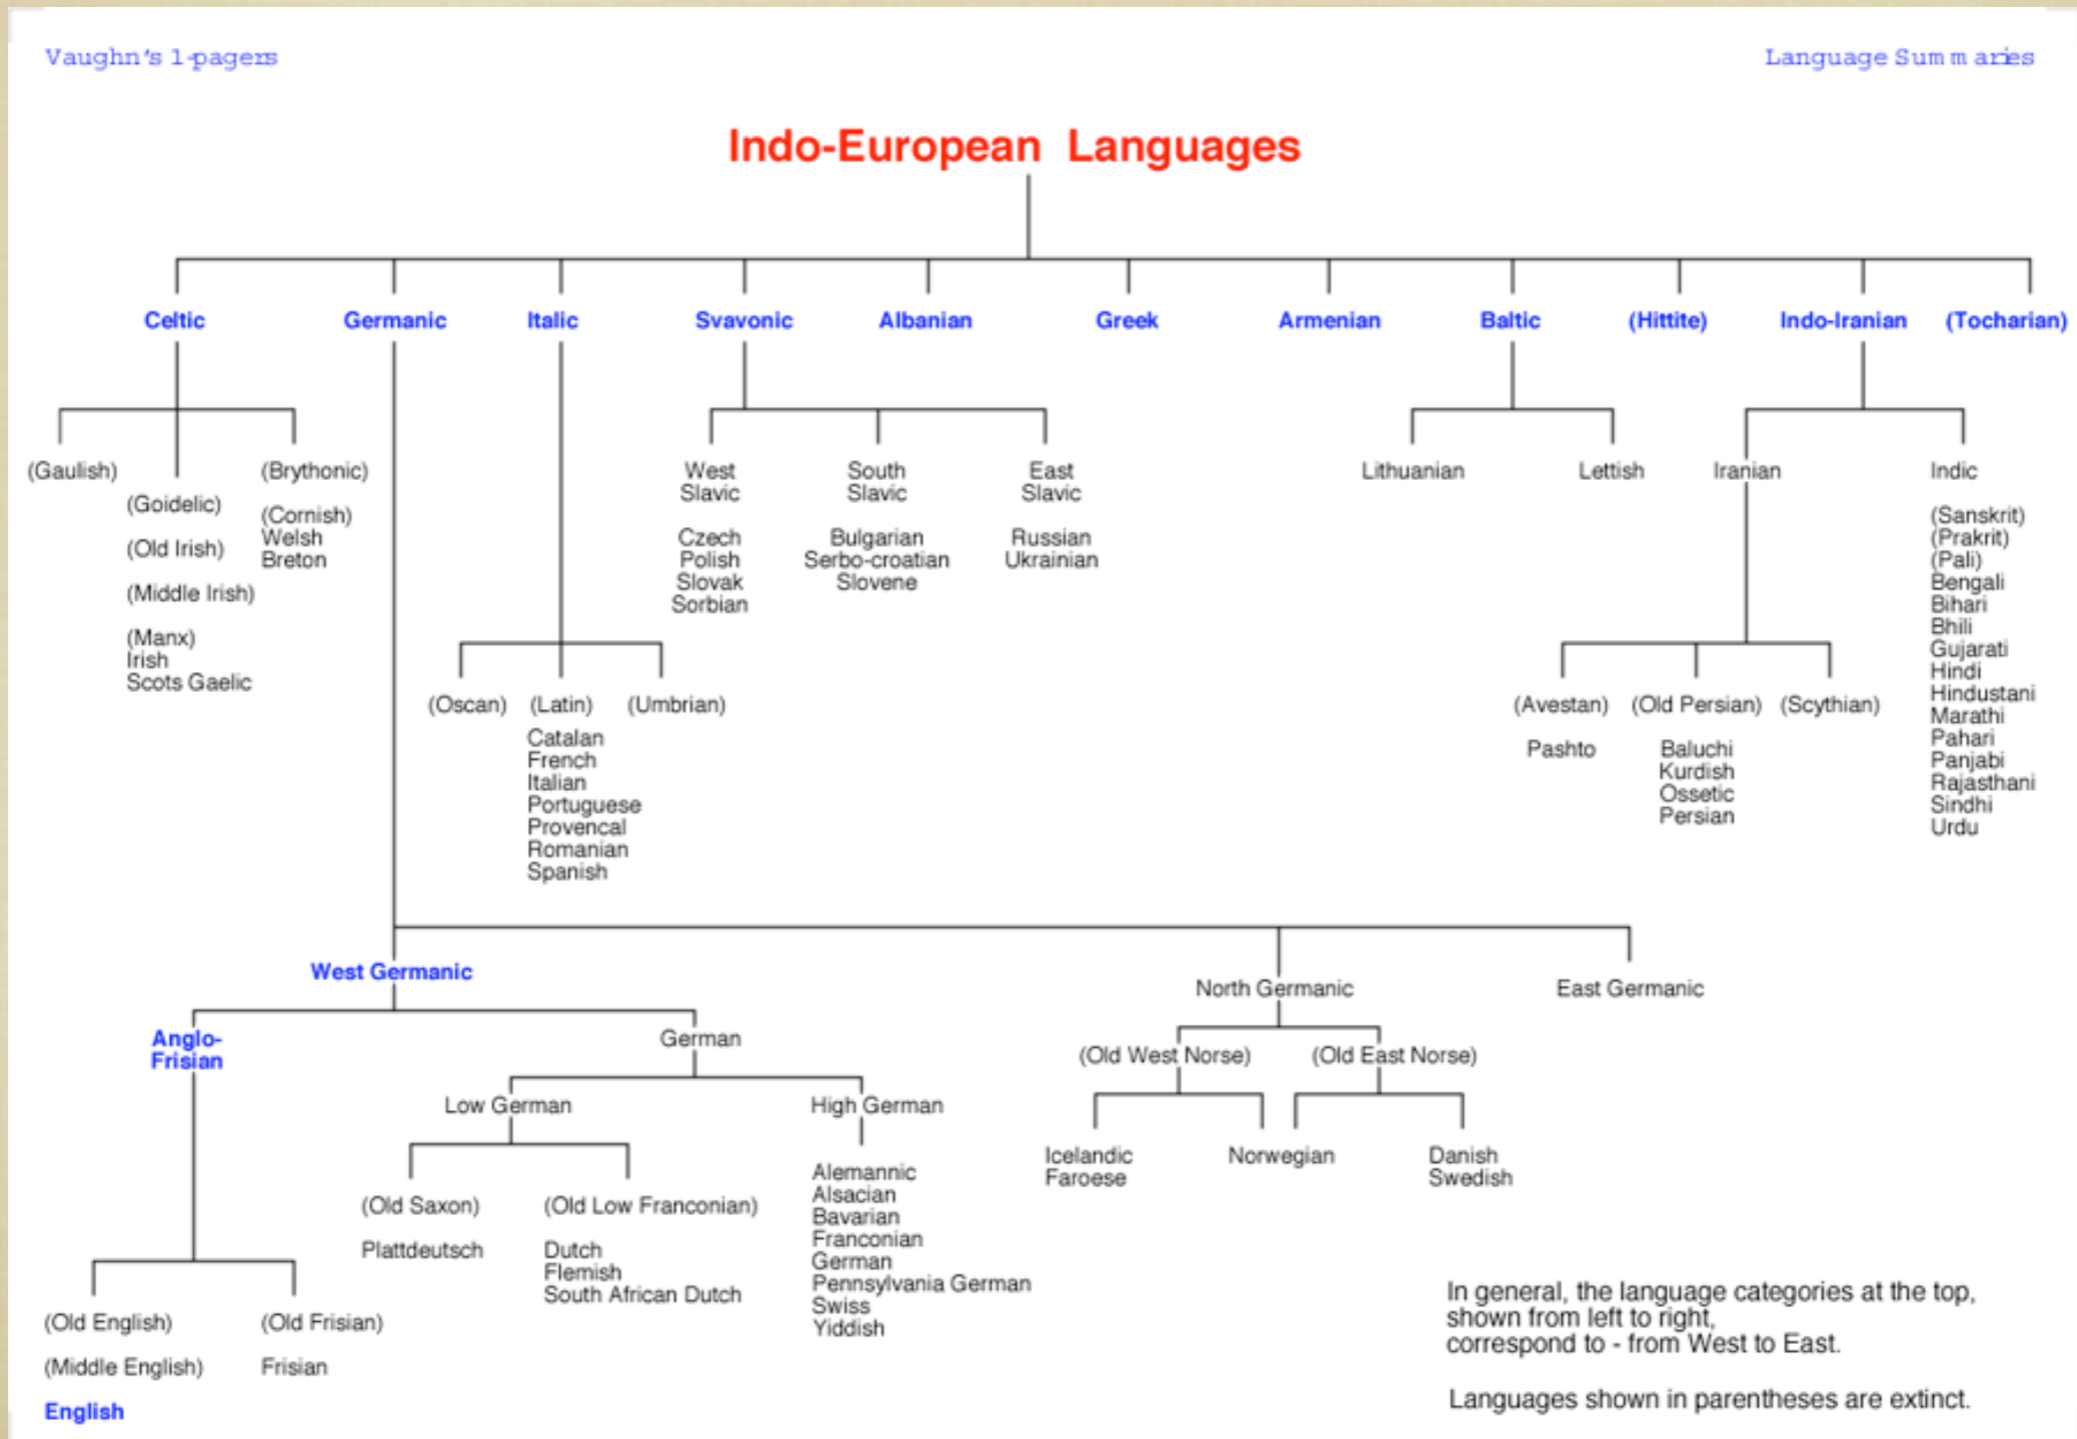 Vaughn's 1-pagers
Language Summaries
Indo-European Languages
Celtic
Germanic
Italic
Svavonic
Albanian
Greek
Armenian
Baltic
(Hittite)
Indo-Iranian
(Tocharian)
(Gaulish)
(Goidelic)
(Old Irish)
(Middle Irish)
(Manx)
Irish
Scots Gaelic
(Brythonic)
(Cornish)
Welsh
Breton
(Oscan)
(Latin)
Catalan
French
Italian
Portuguese
Provencal
Romanian
Spanish
(Umbrian)
West
Slavic
Czech
Polish
Slovak
Sorbian
South
Slavic
Bulgarian
Serbo-croatian
Slovene
East
Slavic
Russian
Ukrainian
Lithuanian
Lettish
Iranian
(Avestan)
Pashto
(Old Persian)
Baluchi
Kurdish
Ossetic
Persian
(Scythian)
Indic
(Sanskrit)
(Prakrit)
(Pali)
Bengali
Bihari
Bhili
Gujarati
Hindi
Hindustani
Marathi
Pahari
Panjabi
Rajasthani
Sindhi
Urdu
West Germanic
Anglo-
Frisian
(Old English)
(Middle English)
English
(Old Frisian)
Frisian
German
Low German
(Old Saxon)
Plattdeutsch
(Old Low Franconian)
Dutch
Flemish
South African Dutch
High German
Alemannic
Alsacian
Bavarian
Franconian
German
Pennsylvania German
Swiss
Yiddish
North Germanic
(Old West Norse)
Icelandic
Faroese
Norwegian
(Old East Norse)
Danish
Swedish
East Germanic
In general, the language categories at the top,
shown from left to right,
correspond to - from West to East.
Languages shown in parentheses are extinct.